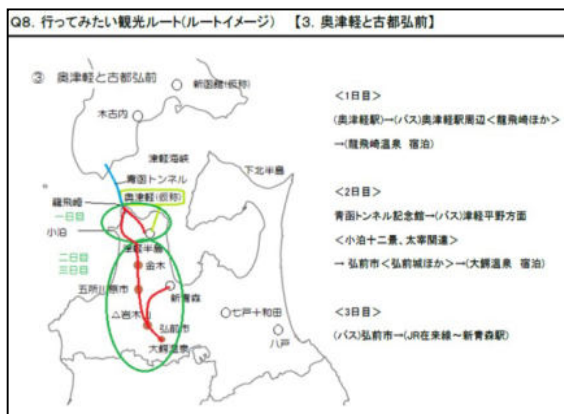 Q8. 行ってみたい観光ルート(ルートイメージ) 【3. 奥津軽と古都弘前】
③ 奥津軽と古都弘前
新函館(仮称)
木古内
津軽海峡
下北半島
青函トンネル
龍飛崎
奥津軽(仮称)
一日目
小泊
津軽半島
二日目
三日目
金木
五所川原市
新青森
△岩木山
弘前市
大鰐温泉
七戸十和田
八戸
<1日目>
(奥津軽駅)→(バス)奥津軽駅周辺<龍飛崎ほか>
→(龍飛崎温泉 宿泊)
<2日目>
青函トンネル記念館→(バス)津軽平野方面
<小泊十二景、太宰関連>
→ 弘前市<弘前城ほか>→(大鰐温泉 宿泊)
<3日目>
(バス)弘前市→(JR在来線~新青森駅)